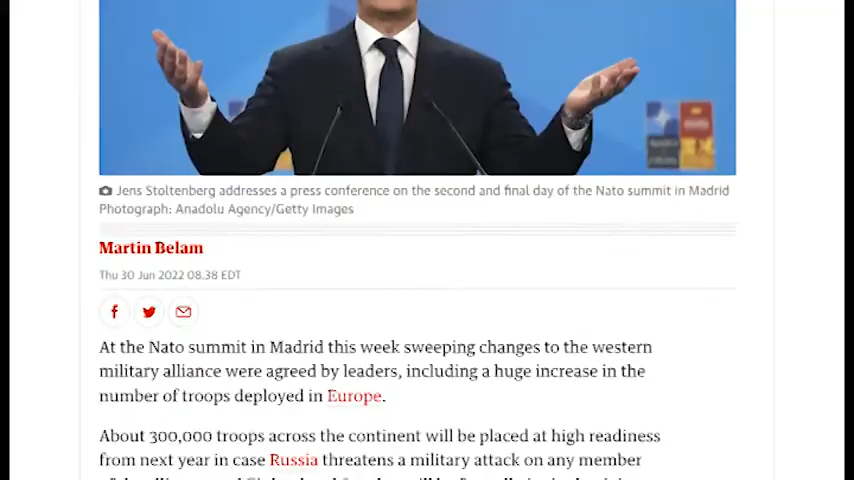 Jens Stoltenberg addresses a press conference on the second and final day of the Nato summit in Madrid
Photograph: Anadolu Agency/Getty Images
Martin Belam
Thu 30 Jun 2022 08.38 EDT
At the Nato summit in Madrid this week sweeping changes to the western
military alliance were agreed by leaders, including a huge increase in the
number of troops deployed in Europe.
About 300,000 troops across the continent will be placed at high readiness
from next year in case Russia threatens a military attack on any member